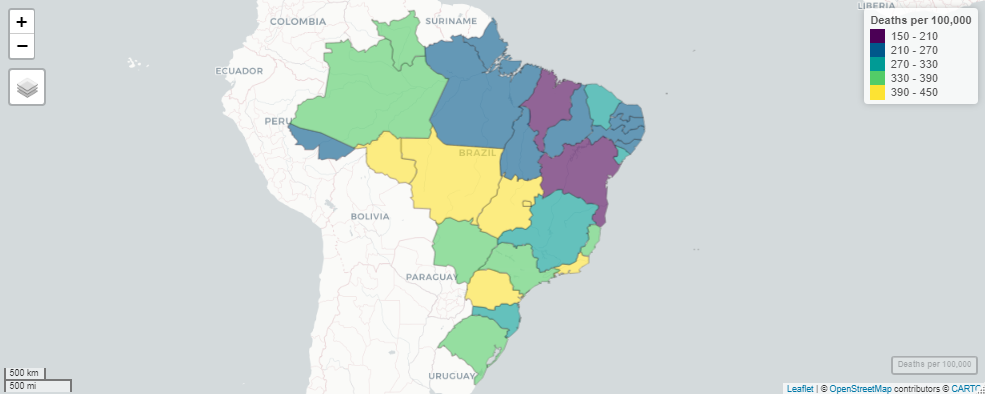 +
−
COLOMBIA
SURINAME
LIBERIA
Deaths per 100,000
150 - 210
210 - 270
270 - 330
330 - 390
390 - 450
ECUADOR
PERU
BRAZIL
BOLIVIA
PARAGUAY
URUGUAY
500 km
500 mi
Deaths per 100,000
Leaflet | © OpenStreetMap contributors © CARTO